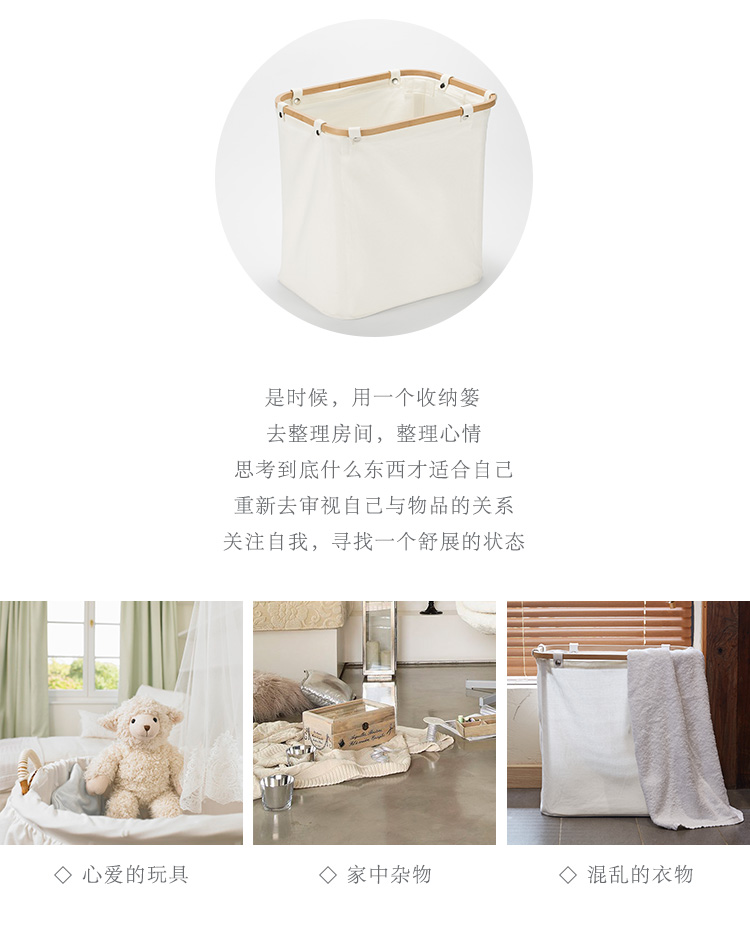 是时候，用一个收纳篓
去整理房间，整理心情
思考到底什么东西才适合自己
重新去审视自己与物品的关系
关注自我，寻找一个舒展的状态
◇ 心爱的玩具
◇ 家中杂物
◇ 混乱的衣物